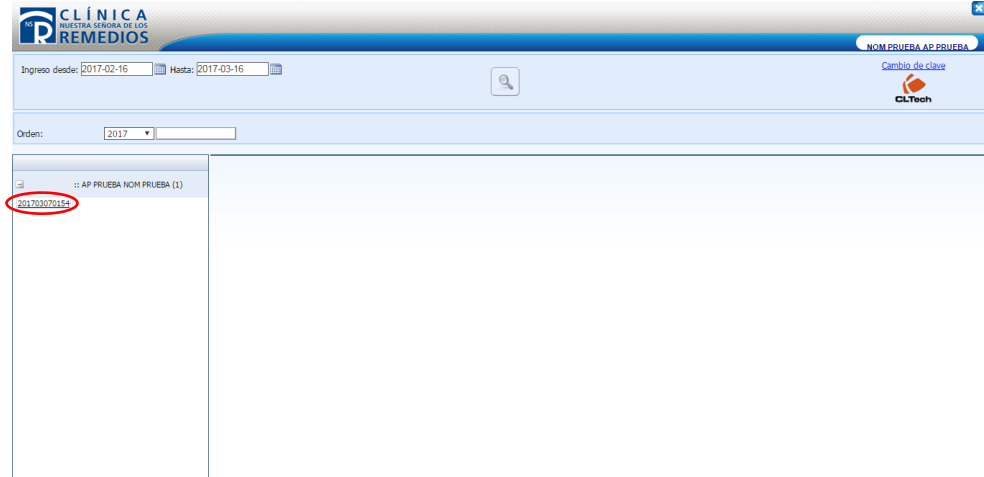 NS
CLÍNICA
NUESTRA SEÑORA DE LOS
REMEDIOS
NOM PRUEBA AP PRUEBA
Ingreso desde: 2017-02-16 Hasta: 2017-03-16
Cambio de clave
CLTech
Orden: 2017
:: AP PRUEBA NOM PRUEBA (1)
201703070154